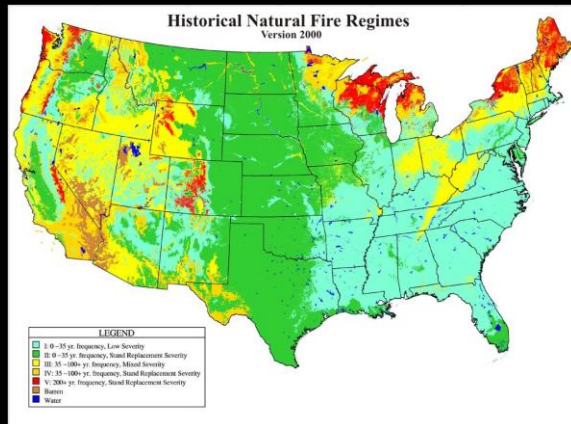 Historical Natural Fire Regimes
Version 2000
LEGEND
I: 0 –35 yr. frequency, Low Severity
II: 0 –35 yr. frequency, Stand Replacement Severity
III: 35 –100+ yr. frequency, Mixed Severity
IV: 35 –100+ yr. frequency, Stand Replacement Severity
V: 200+ yr. frequency, Stand Replacement Severity
Barren
Water